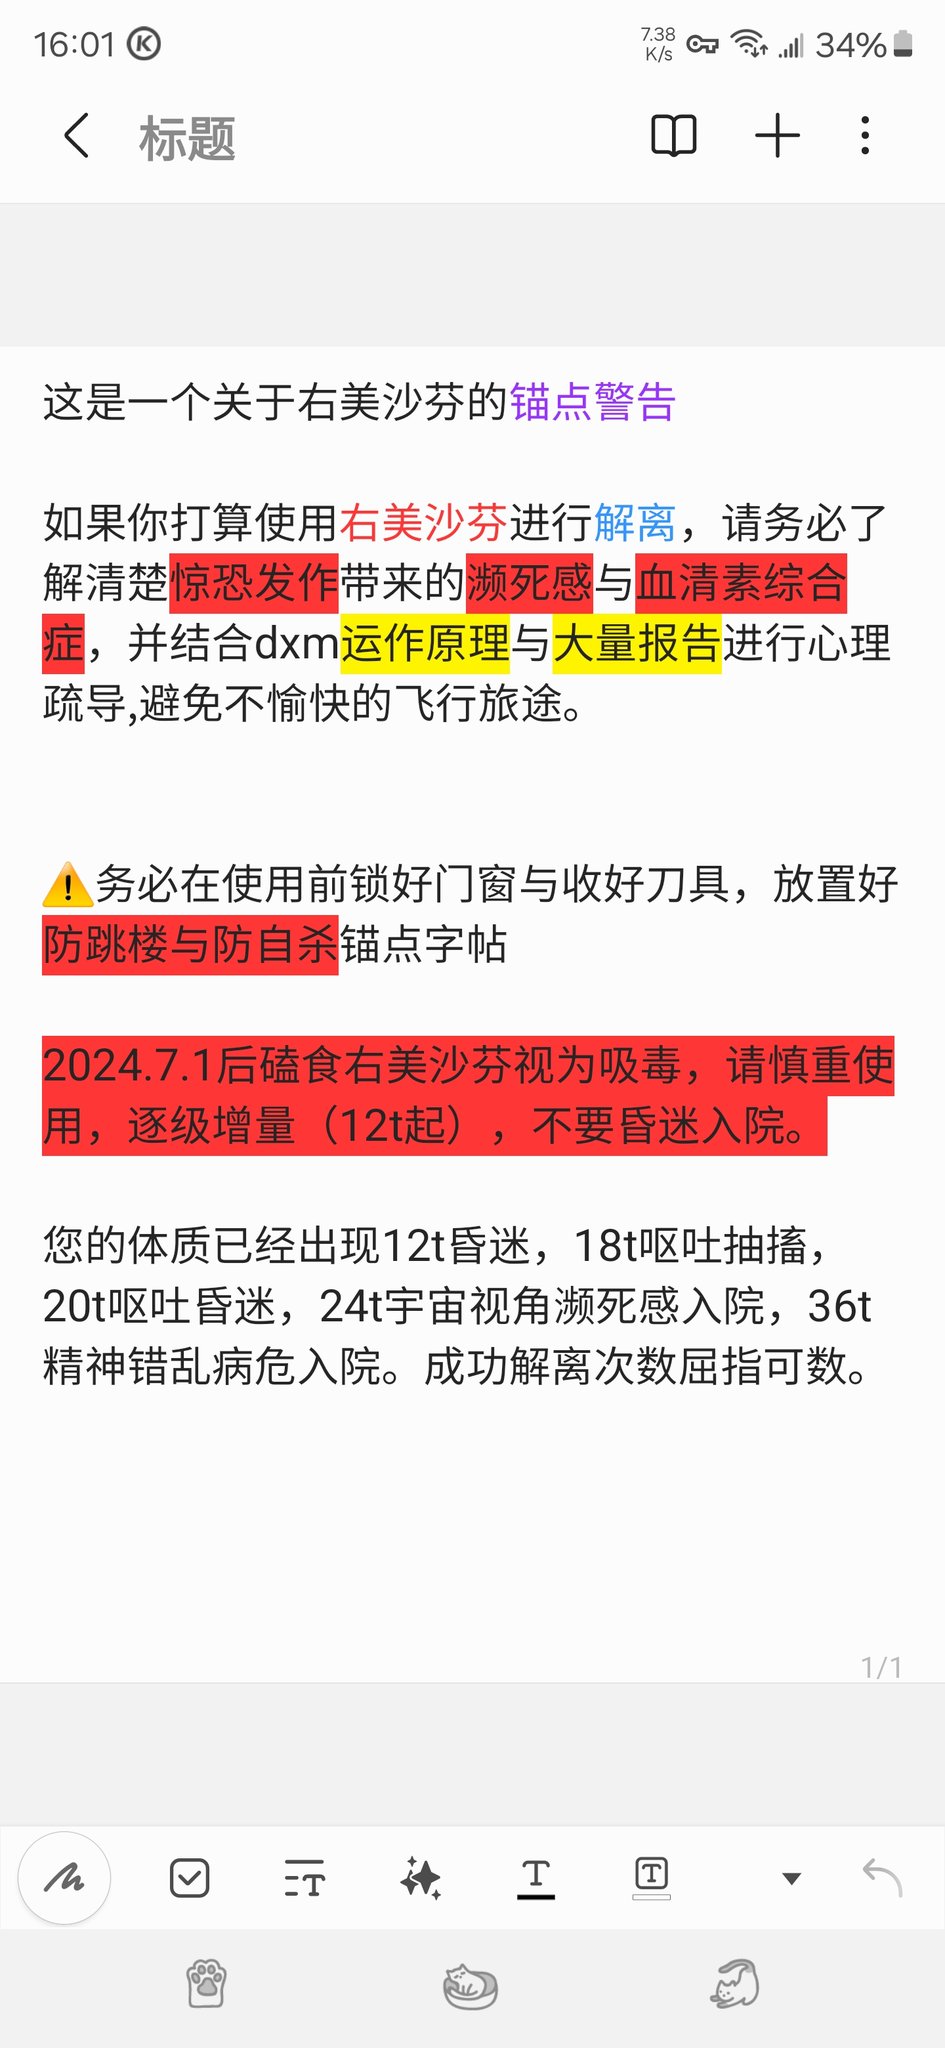 16:01
7.38
K/s
34%
标题
这是一个关于右美沙芬的锚点警告
如果你打算使用右美沙芬进行解离，请务必了
解清楚惊恐发作带来的濒死感与血清素综合
症，并结合dxm运作原理与大量报告进行心理
疏导,避免不愉快的飞行旅途。
⚠️务必在使用前锁好门窗与收好刀具，放置好
防跳楼与防自杀锚点字帖
2024.7.1后磕食右美沙芬视为吸毒，请慎重使
用，逐级增量（12t起），不要昏迷入院。
您的体质已经出现12t昏迷，18t呕吐抽搐，
20t呕吐昏迷，24t宇宙视角濒死感入院，36t
精神错乱病危入院。成功解离次数屈指可数。
1/1